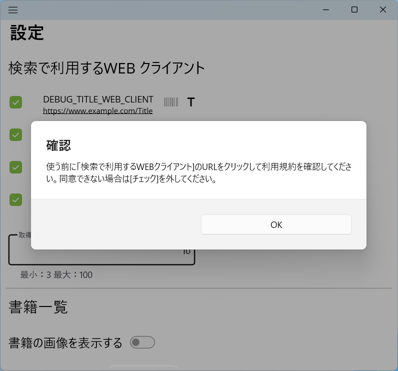 設定
検索で利用するWEB クライアント
DEBUG_TITLE_WEB_CLIENT T
https://www.example.com/Title
確認
使う前に「検索で利用するWEBクライアント]のURLをクリックして利用規約を確認してくだ
さい。同意できない場合は[チェック]を外してください。
OK
取得
10
最小：3 最大：100
書籍一覧
書籍の画像を表示する